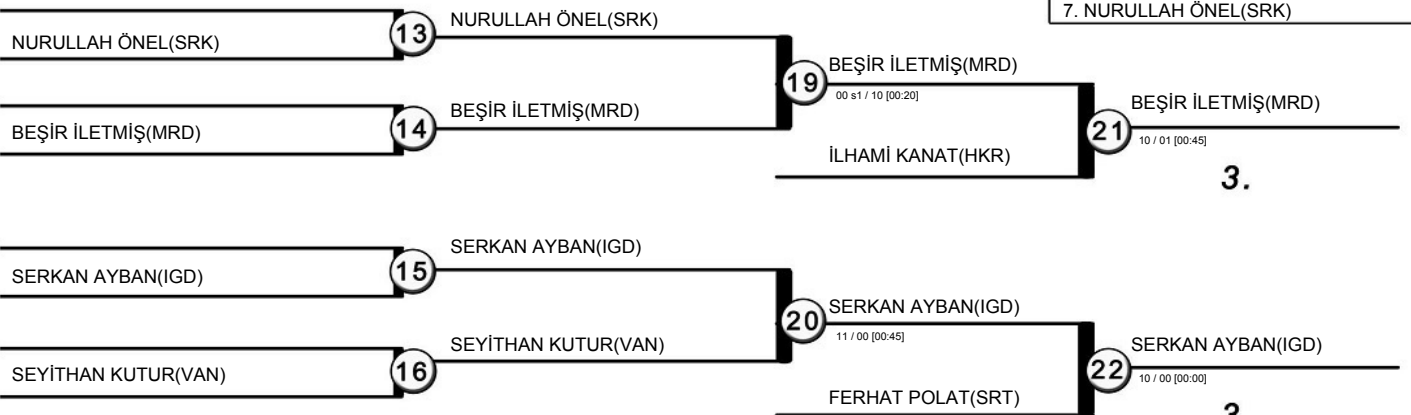 7. NURULLAH ÖNEL(SRK)
NURULLAH ÖNEL(SRK)
13
NURULLAH ÖNEL(SRK)
BEŞİR İLETMİŞ(MRD)
14
BEŞİR İLETMİŞ(MRD)
19
BEŞİR İLETMİŞ(MRD)
00 s1 / 10 [00:20]
İLHAMİ KANAT(HKR)
21
BEŞİR İLETMİŞ(MRD)
10 / 01 [00:45]
3.
SERKAN AYBAN(IGD)
15
SERKAN AYBAN(IGD)
SEYİTHAN KUTUR(VAN)
16
SEYİTHAN KUTUR(VAN)
20
SERKAN AYBAN(IGD)
11 / 00 [00:45]
FERHAT POLAT(SRT)
22
SERKAN AYBAN(IGD)
10 / 00 [00:00]